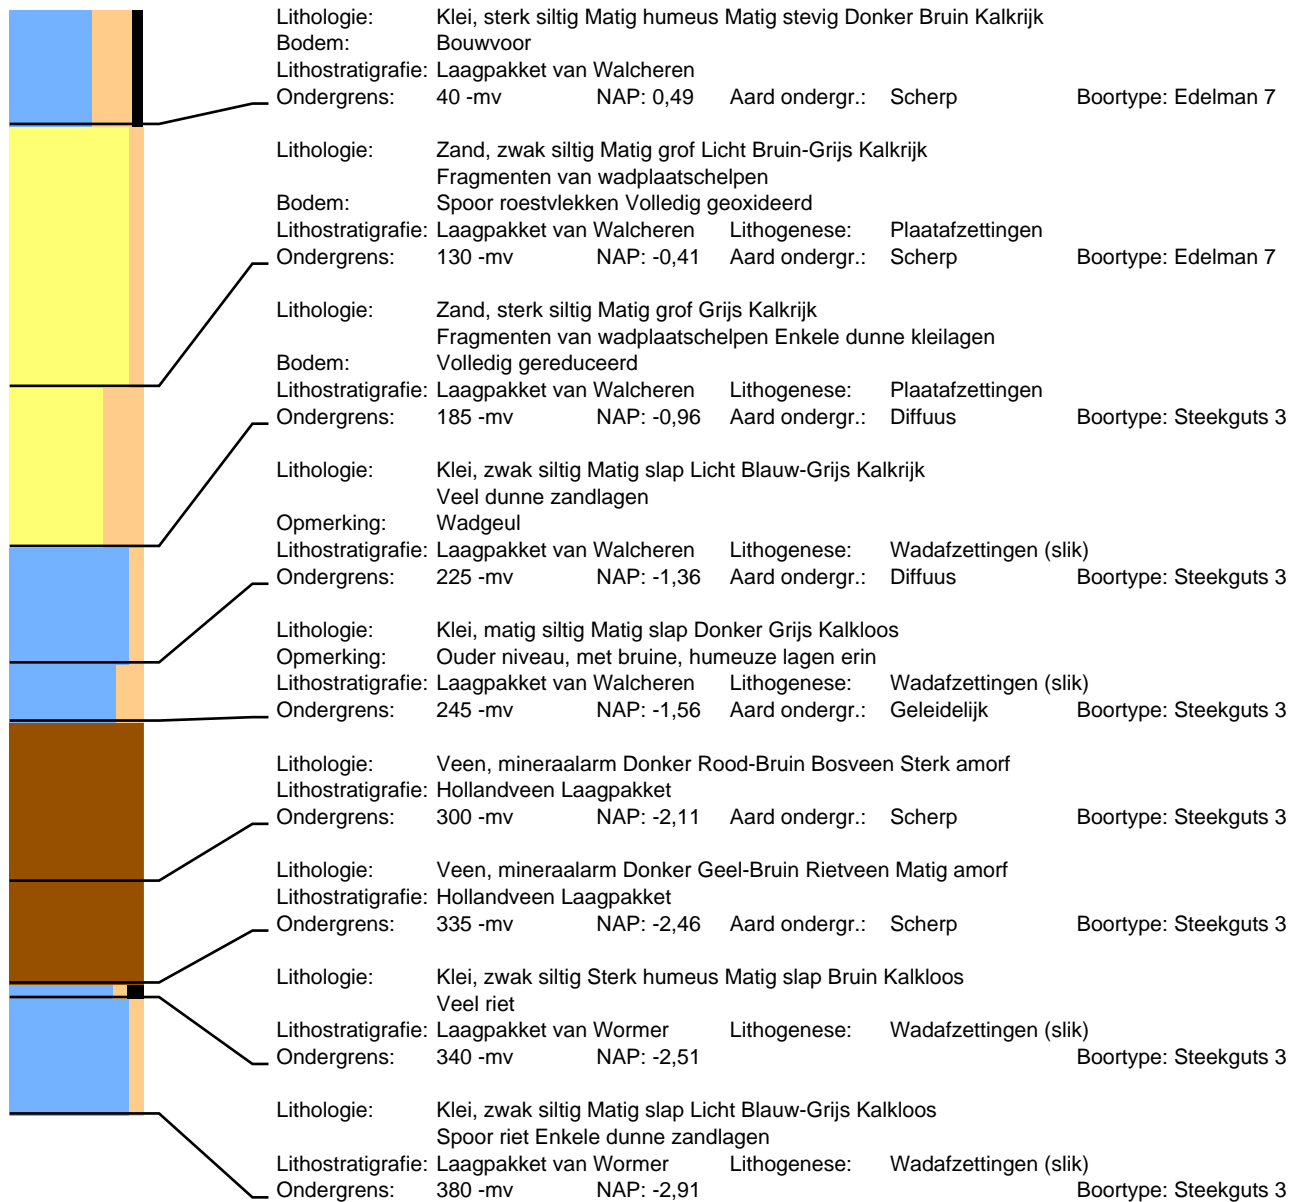 Lithologie: Klei, sterk siltig Matig humeus Matig stevig Donker Bruin Kalkrijk
Bodem: Bouwvoor
Lithostratigrafie: Laagpakket van Walcheren
Ondergrens: 40 -mv NAP: 0,49 Aard ondergr.: Scherp Boortype: Edelman 7
Lithologie: Zand, zwak siltig Matig grof Licht Bruin-Grijs Kalkrijk
Fragmenten van wadplaatschelpen
Bodem: Spoor roestvlekken Volledig geoxideerd
Lithostratigrafie: Laagpakket van Walcheren Lithogenese: Plaatafzettingen
Ondergrens: 130 -mv NAP: -0,41 Aard ondergr.: Scherp Boortype: Edelman 7
Lithologie: Zand, sterk siltig Matig grof Grijs Kalkrijk
Fragmenten van wadplaatschelpen Enkele dunne kleilagen
Bodem: Volledig gereduceerd
Lithostratigrafie: Laagpakket van Walcheren Lithogenese: Plaatafzettingen
Ondergrens: 185 -mv NAP: -0,96 Aard ondergr.: Diffuus Boortype: Steekguts 3
Lithologie: Klei, zwak siltig Matig slap Licht Blauw-Grijs Kalkrijk
Veel dunne zandlagen
Opmerking: Wadgeul
Lithostratigrafie: Laagpakket van Walcheren Lithogenese: Wadafzettingen (slik)
Ondergrens: 225 -mv NAP: -1,36 Aard ondergr.: Diffuus Boortype: Steekguts 3
Lithologie: Klei, matig siltig Matig slap Donker Grijs Kalkloos
Opmerking: Ouder niveau, met bruine, humeuze lagen erin
Lithostratigrafie: Laagpakket van Walcheren Lithogenese: Wadafzettingen (slik)
Ondergrens: 245 -mv NAP: -1,56 Aard ondergr.: Geleidelijk Boortype: Steekguts 3
Lithologie: Veen, mineraalarm Donker Rood-Bruin Bosveen Sterk amorf
Lithostratigrafie: Hollandveen Laagpakket
Ondergrens: 300 -mv NAP: -2,11 Aard ondergr.: Scherp Boortype: Steekguts 3
Lithologie: Veen, mineraalarm Donker Geel-Bruin Rietveen Matig amorf
Lithostratigrafie: Hollandveen Laagpakket
Ondergrens: 335 -mv NAP: -2,46 Aard ondergr.: Scherp Boortype: Steekguts 3
Lithologie: Klei, zwak siltig Sterk humeus Matig slap Bruin Kalkloos
Veel riet
Lithostratigrafie: Laagpakket van Wormer Lithogenese: Wadafzettingen (slik)
Ondergrens: 340 -mv NAP: -2,51 Boortype: Steekguts 3
Lithologie: Klei, zwak siltig Matig slap Licht Blauw-Grijs Kalkloos
Spoor riet Enkele dunne zandlagen
Lithostratigrafie: Laagpakket van Wormer Lithogenese: Wadafzettingen (slik)
Ondergrens: 380 -mv NAP: -2,91 Boortype: Steekguts 3